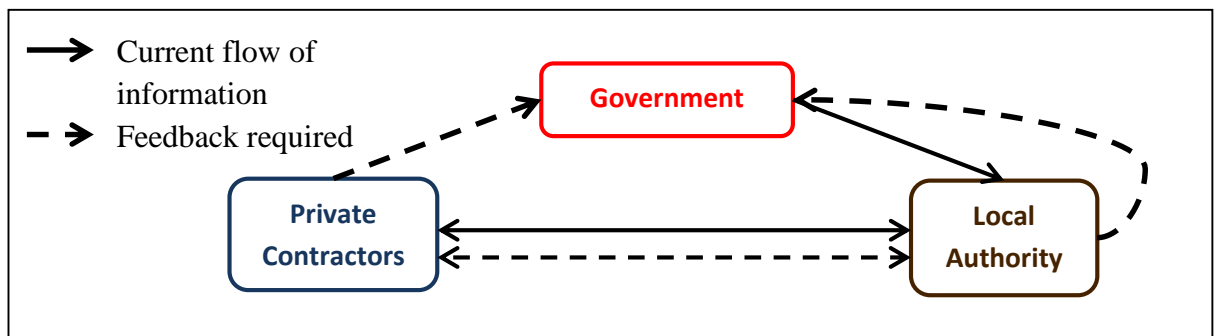 Current flow of
information
Feedback required
Government
Private
Contractors
Local
Authority